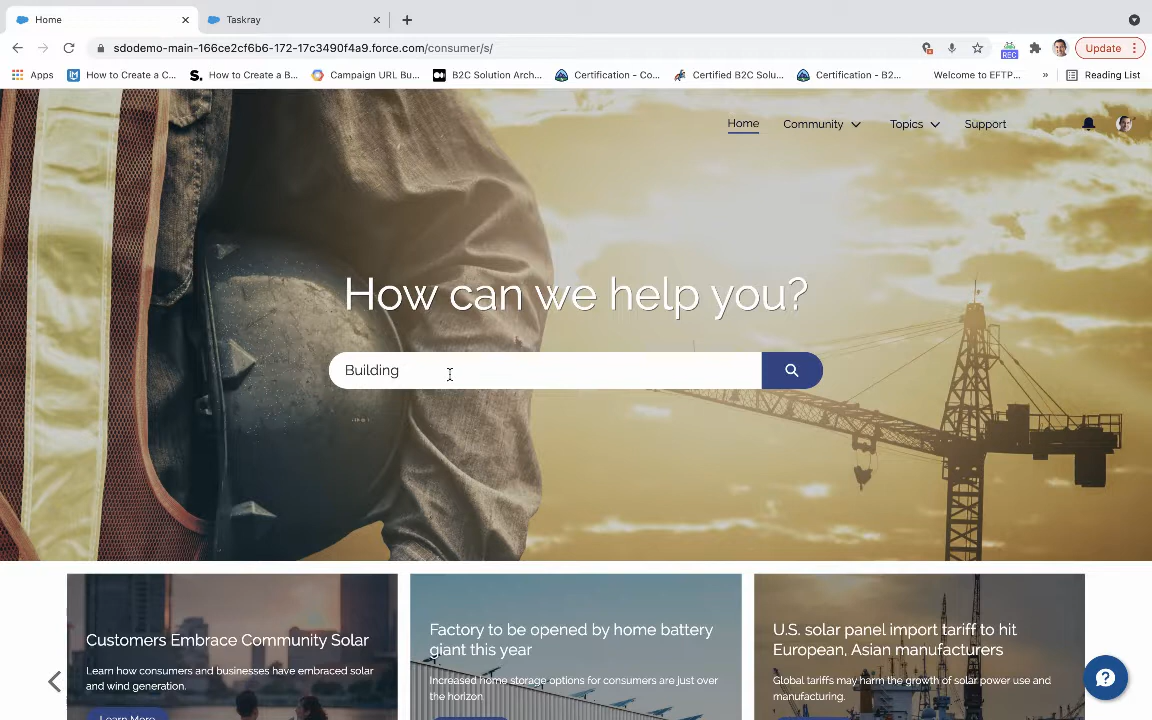 Home
Taskray
sdodemo-main-166ce2cf6b6-172-17c3490f4a9.force.com/consumer/s/
REC
Update
Apps
How to Create a C...
How to Create a B...
Campaign URL Bu...
B2C Solution Arch...
Certification - Co...
Certified B2C Solu...
Certification - B2...
Welcome to EFTP...
»
Reading List
Home
Community
Topics
Support
How can we help you?
Building
Customers Embrace Community Solar
Learn how consumers and businesses have embraced solar
and wind generation.
Learn More
Factory to be opened by home battery
giant this year
Increased home storage options for consumers are just over
the horizon.
U.S. solar panel import tariff to hit
European, Asian manufacturers
Global tariffs may harm the growth of solar power use and
manufacturing.